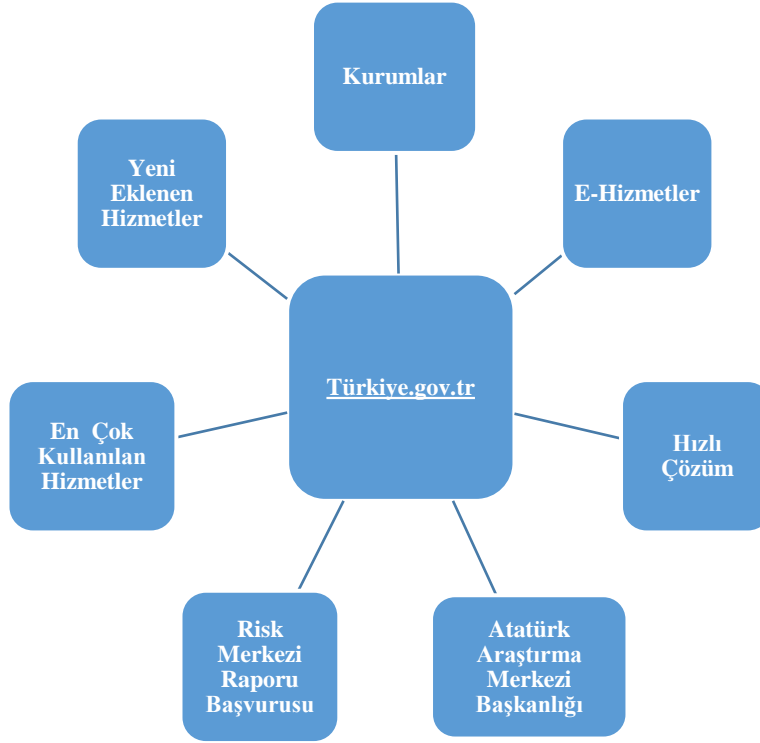 Kurumlar
Yeni
Eklenen
Hizmetler
E-Hizmetler
Türkiye.gov.tr
En Çok
Kullanılan
Hizmetler
Hızlı
Çözüm
Risk
Merkezi
Raporu
Başvurusu
Atatürk
Araştırma
Merkezi
Başkanlığı